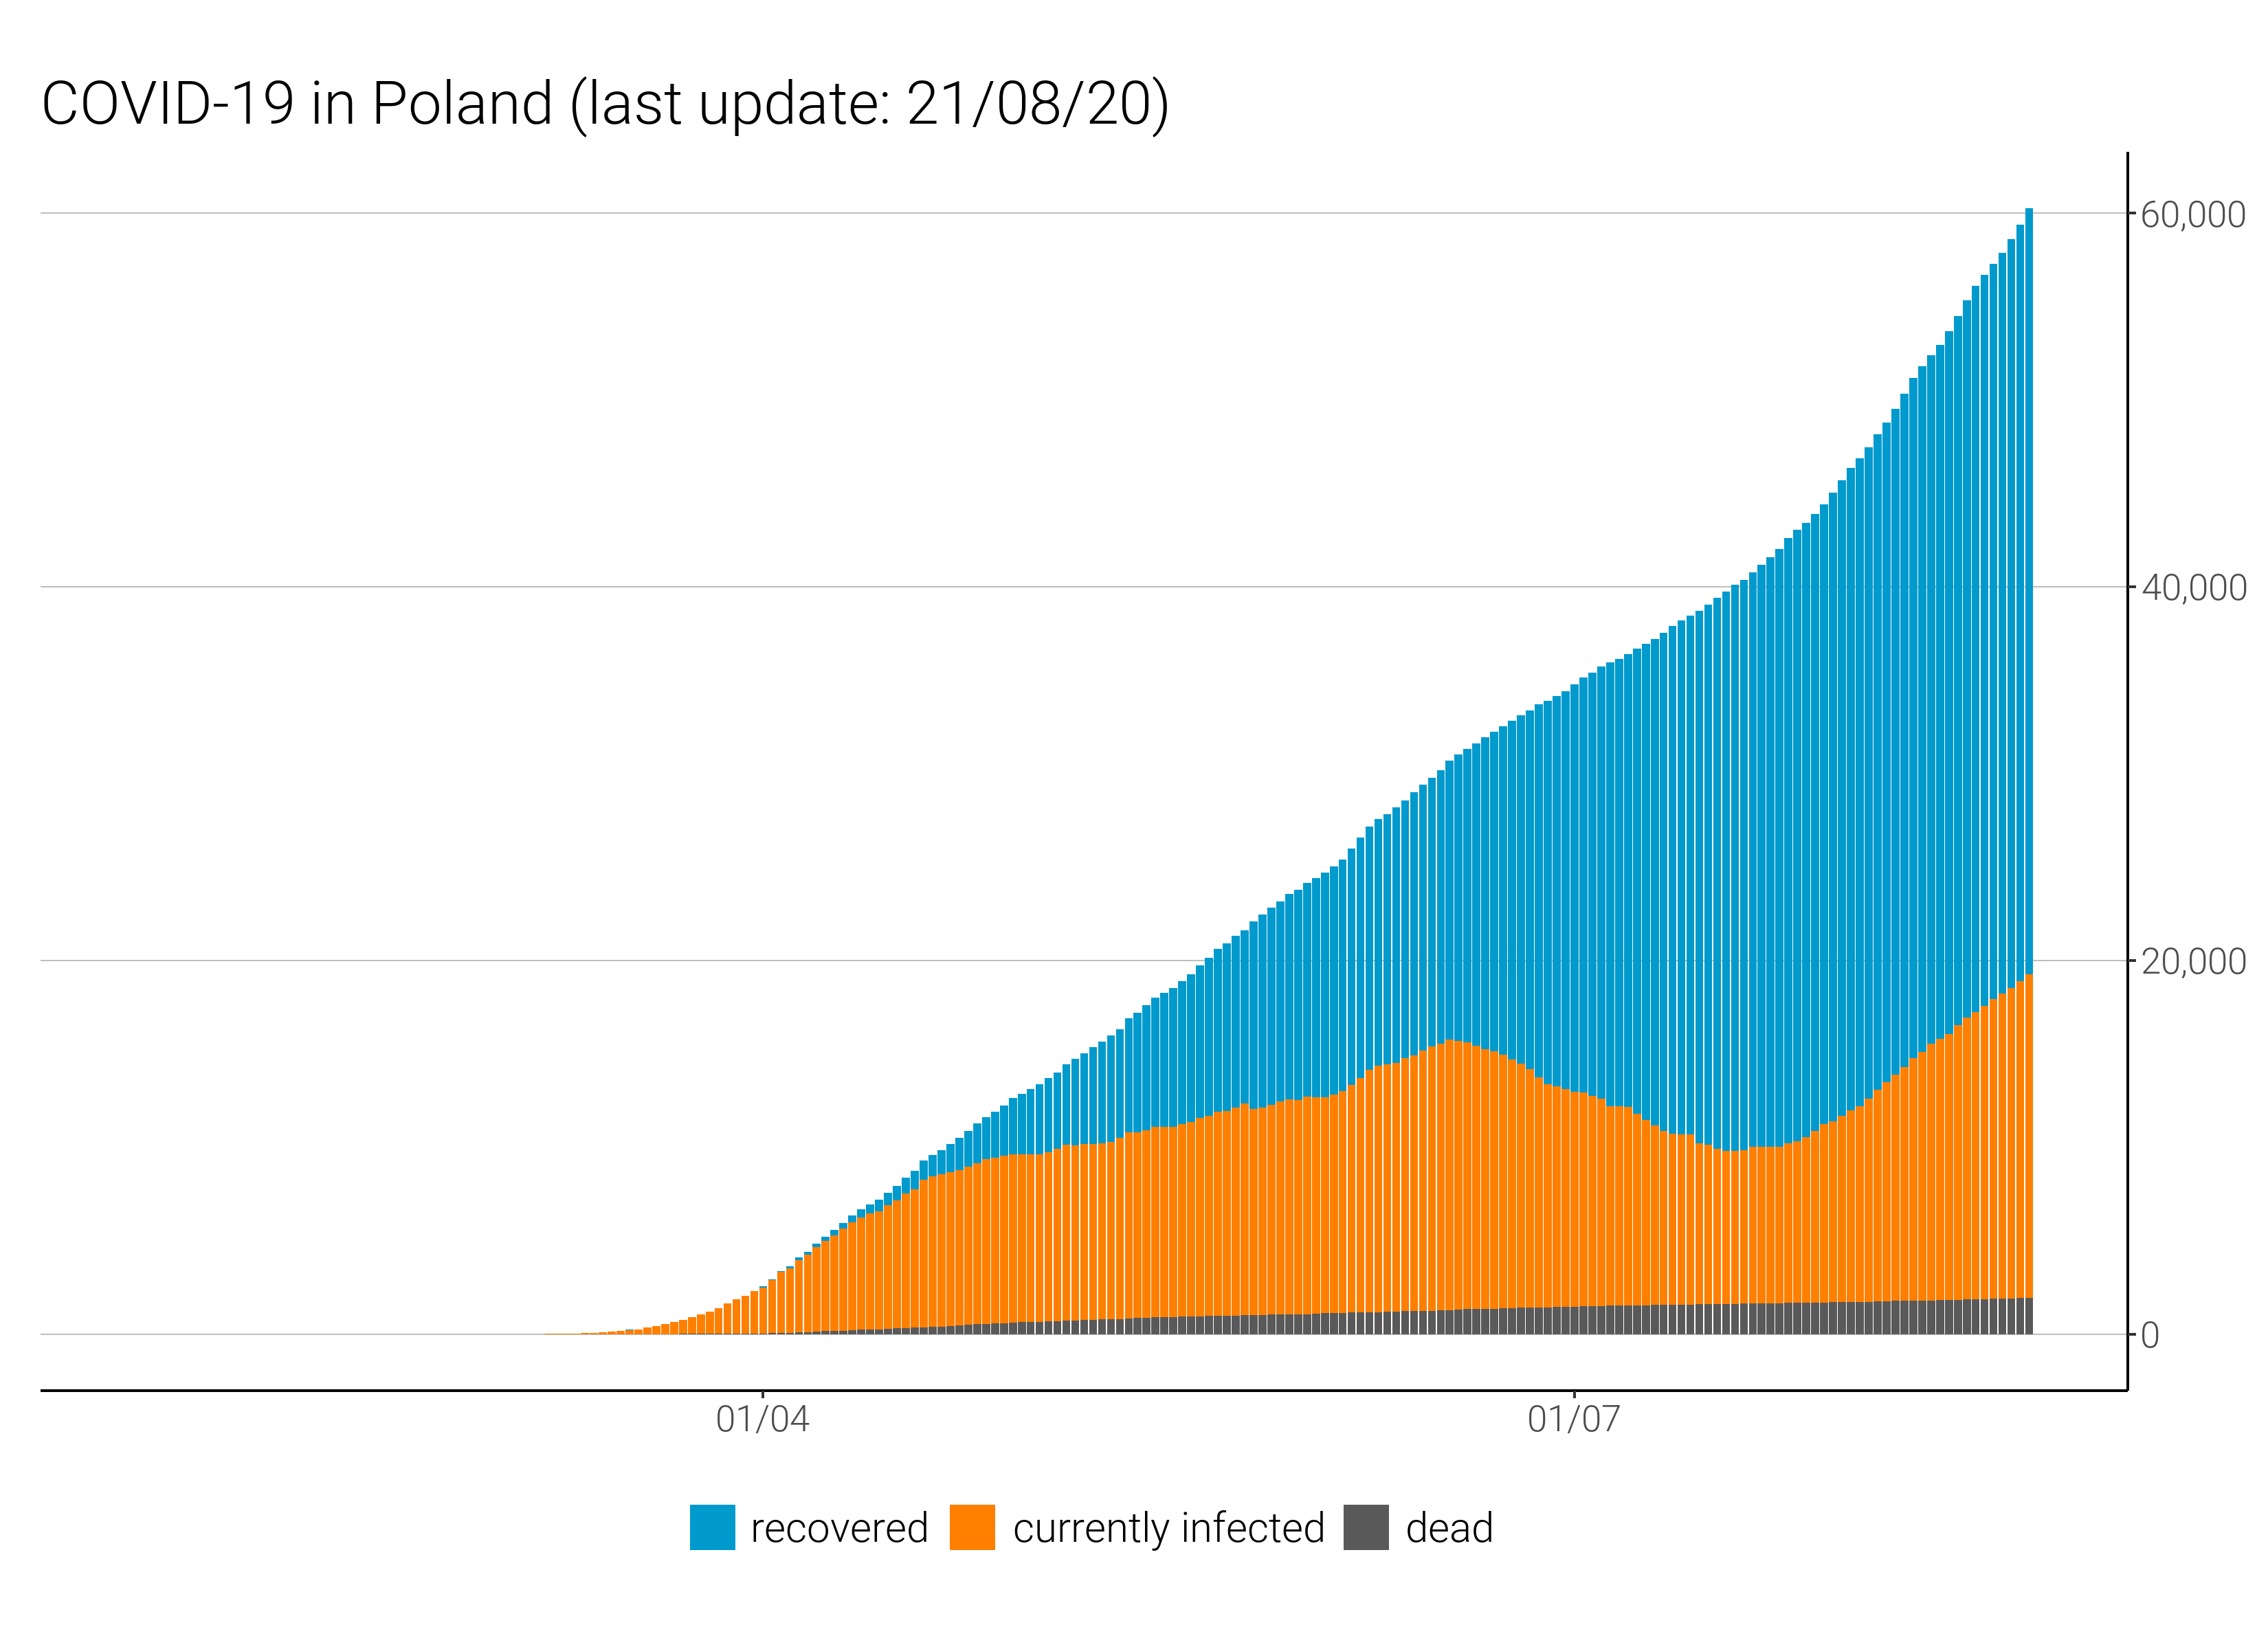 COVID-19 in Poland (last update: 21/08/20)
60,000
40,000
20,000
0
01/04 01/07
recovered currently infected dead